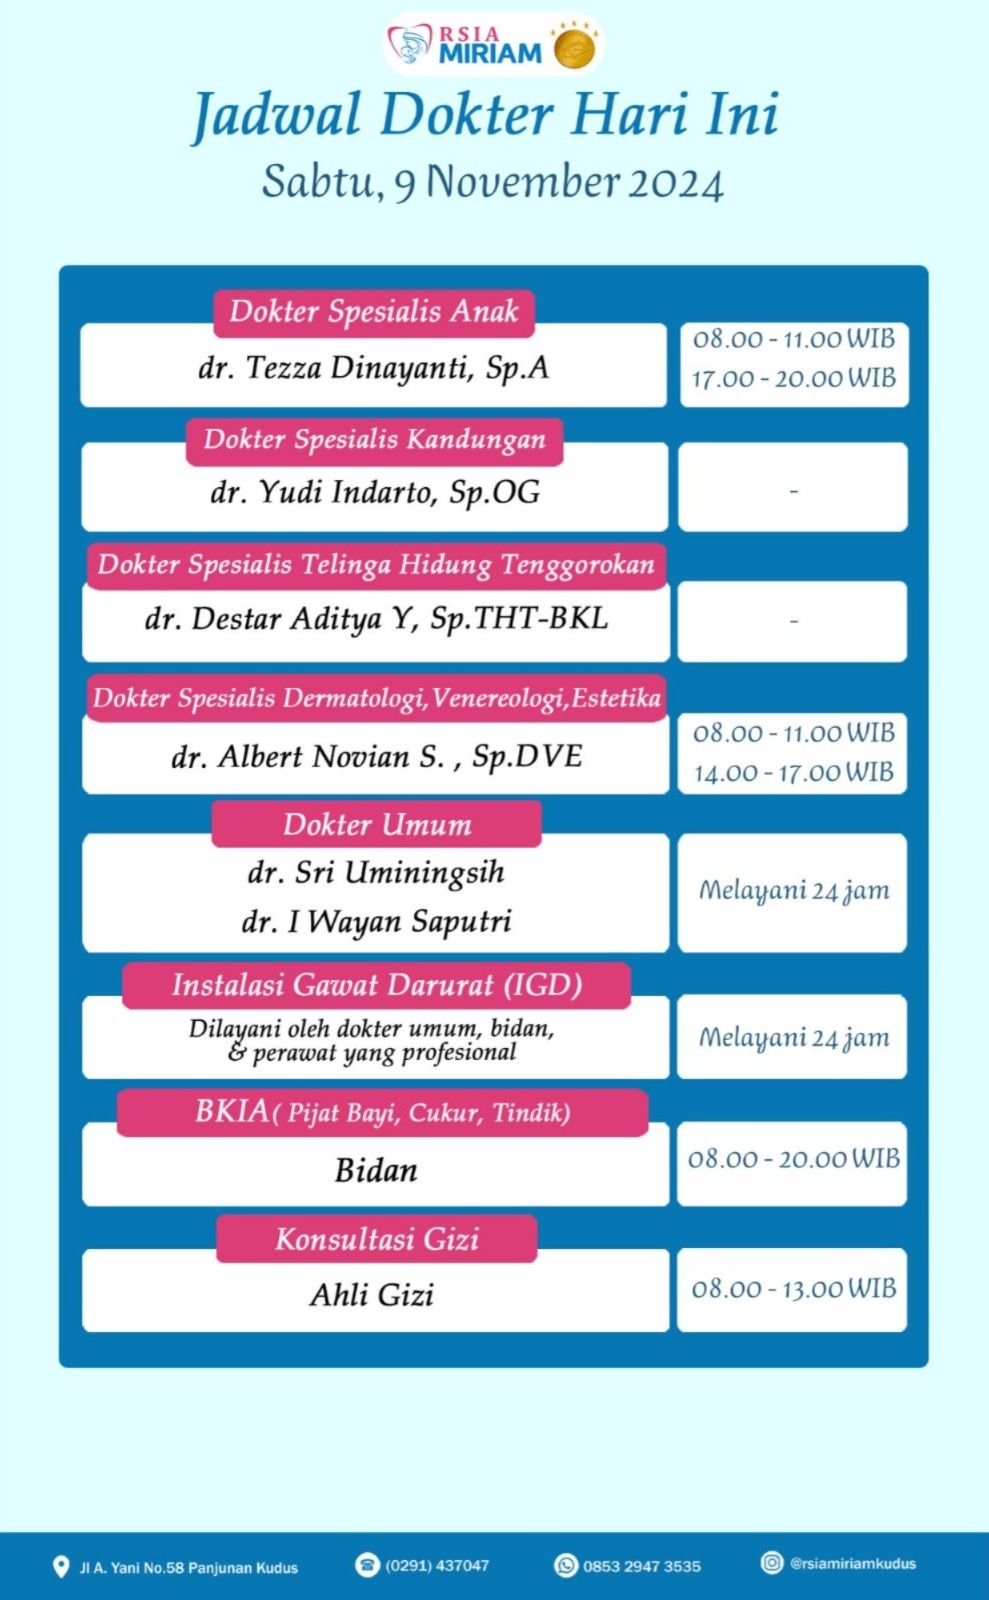 RSIA
MIRIAM
Jadwal Dokter Hari Ini
Sabtu, 9 November 2024
Dokter Spesialis Anak
dr. Tezza Dinayanti, Sp.A
08.00 - 11.00 WIB
17.00 - 20.00 WIB
Dokter Spesialis Kandungan
dr. Yudi Indarto, Sp.OG
-
Dokter Spesialis Telinga Hidung Tenggorokan
dr. Destar Aditya Y, Sp.THT-BKL
-
Dokter Spesialis Dermatologi,Venereologi,Estetika
dr. Albert Novian S. , Sp.DVE
08.00 - 11.00 WIB
14.00 - 17.00 WIB
Dokter Umum
dr. Sri Uminingsih
dr. I Wayan Saputri
Melayani 24 jam
Instalasi Gawat Darurat (IGD)
Dilayani oleh dokter umum, bidan,
& perawat yang profesional
Melayani 24 jam
BKIA( Pijat Bayi, Cukur, Tindik)
Bidan
08.00 - 20.00 WIB
Konsultasi Gizi
Ahli Gizi
08.00 - 13.00 WIB
Jl A. Yani No.58 Panjunan Kudus
(0291) 437047
0853 2947 3535
@rsiamiriamkudus